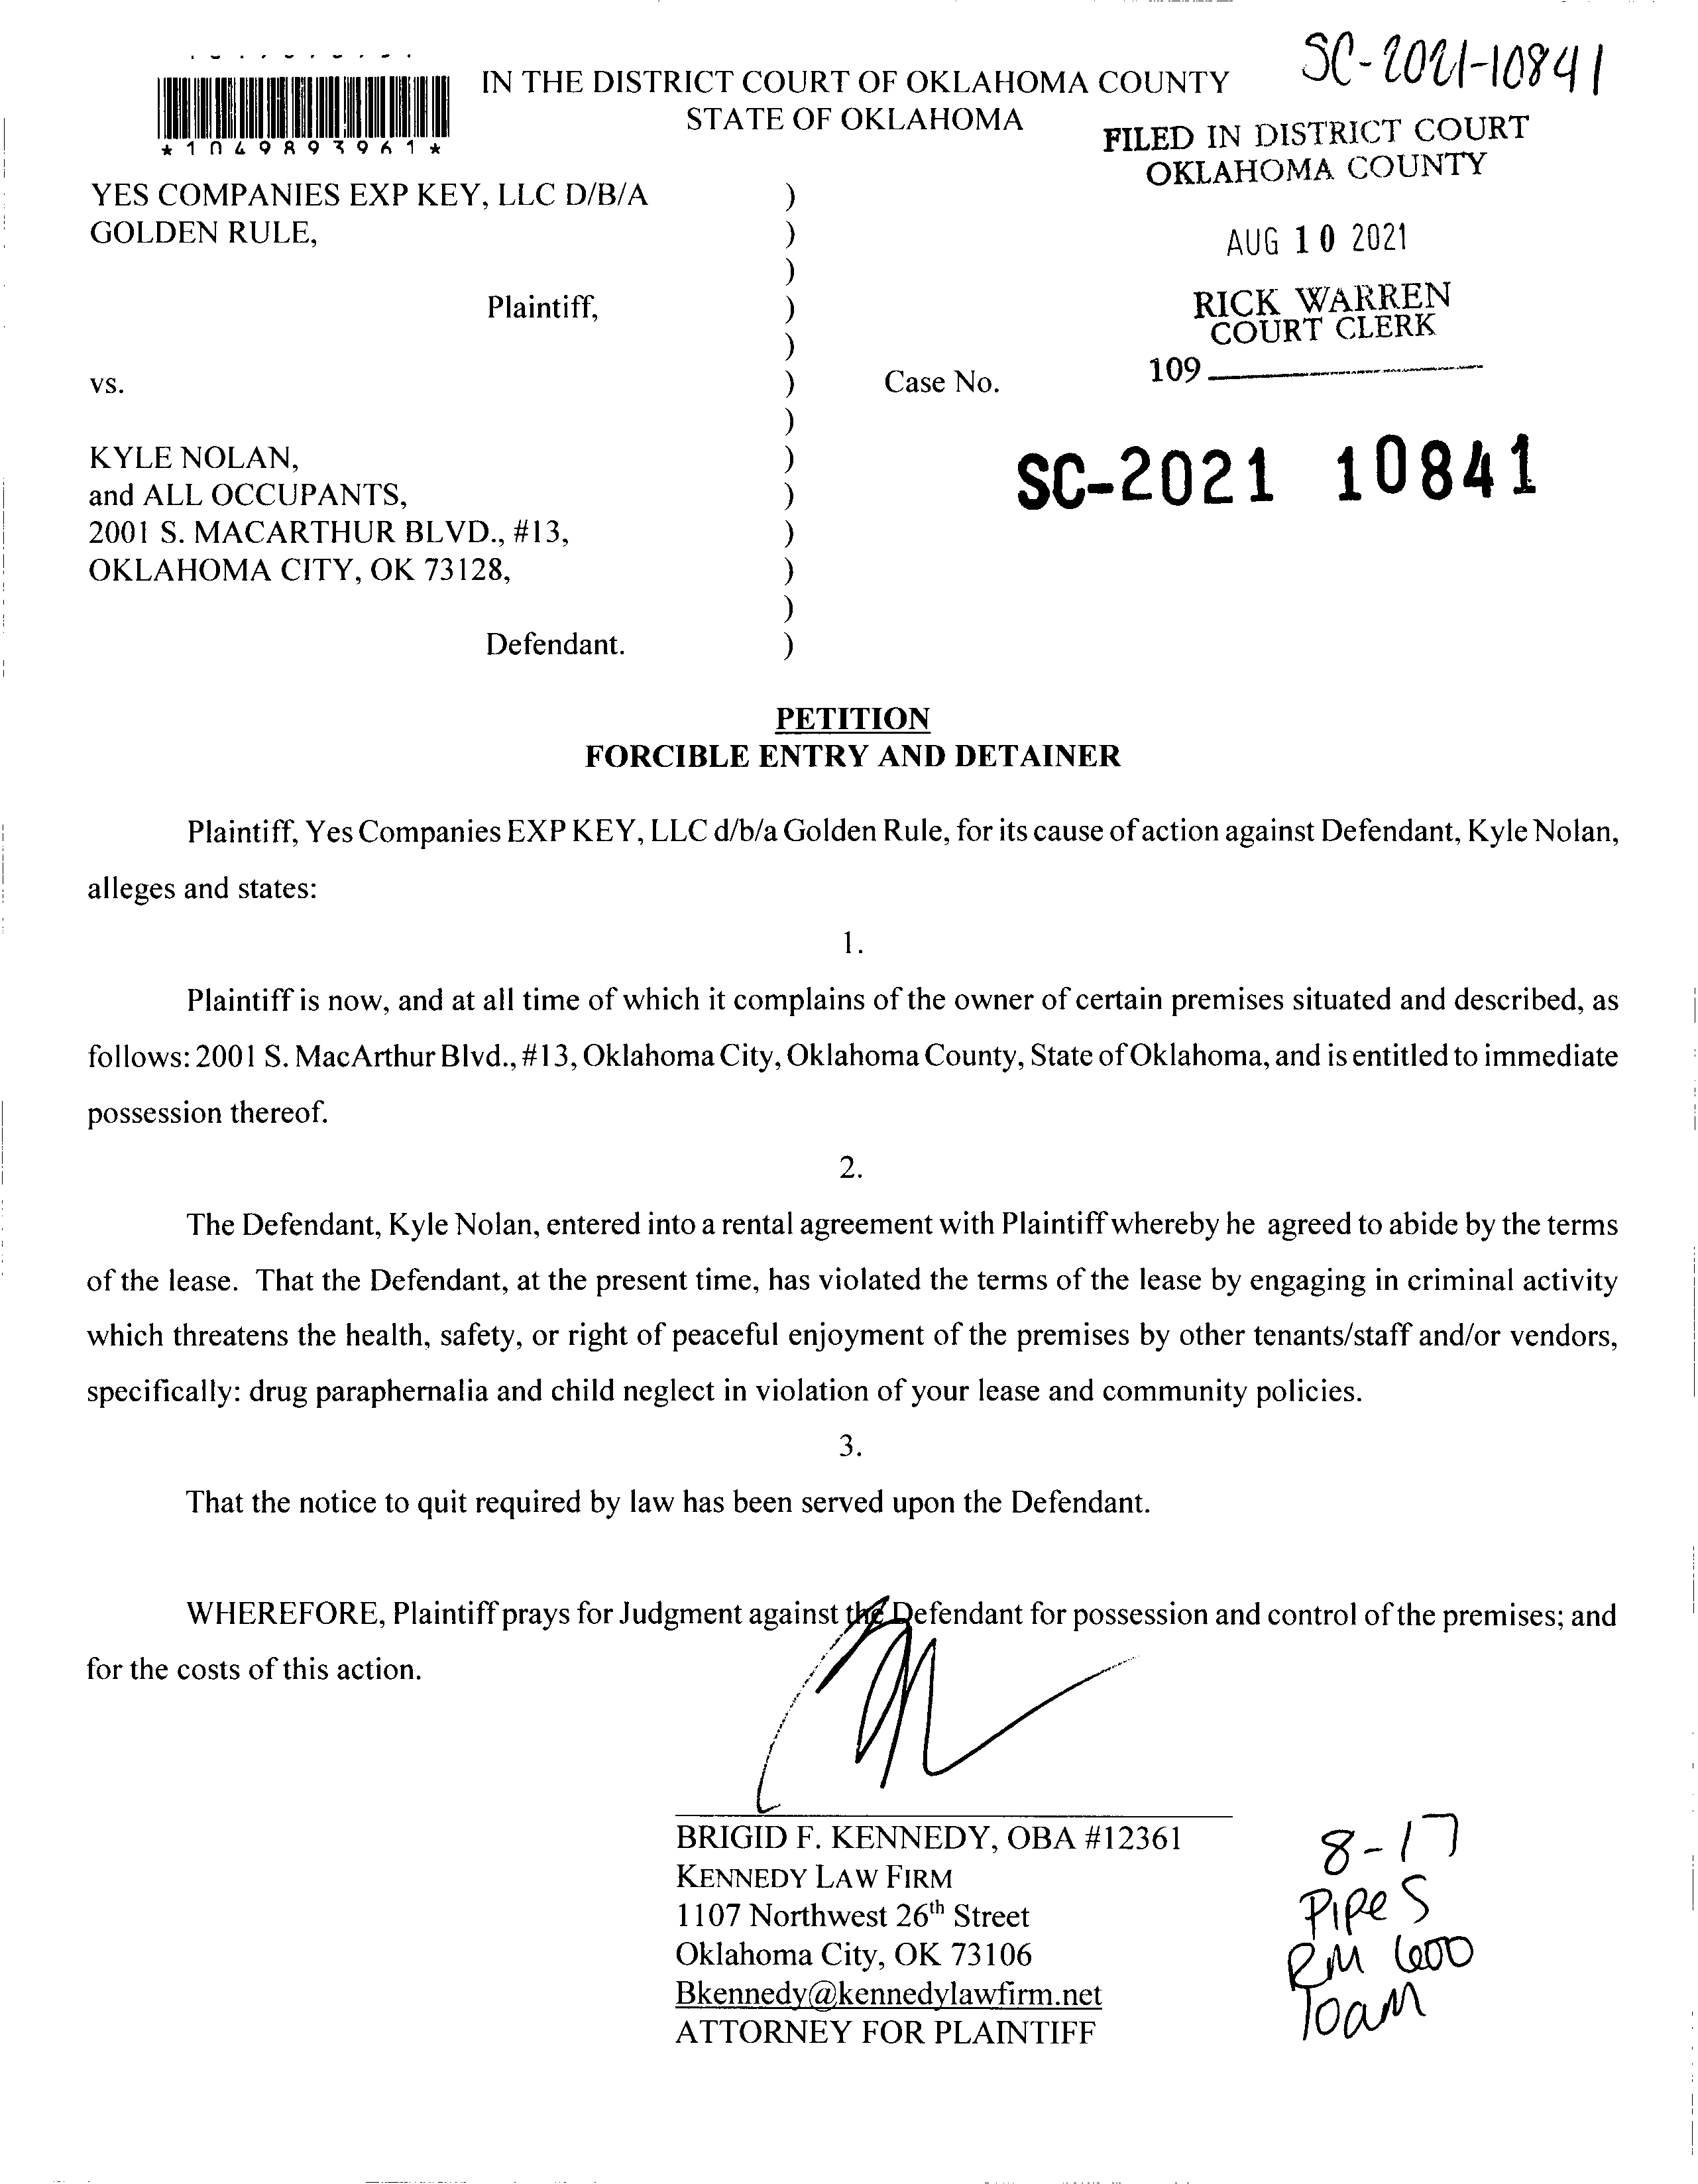 SC-2021-10841
IN THE DISTRICT COURT OF OKLAHOMA COUNTY
STATE OF OKLAHOMA
*1049893961*
FILED IN DISTRICT COURT
OKLAHOMA COUNTY
AUG 10 2021
RICK WARREN
COURT CLERK
109
YES COMPANIES EXP KEY, LLC D/B/A )
GOLDEN RULE, )
)
Plaintiff, )
)
vs. ) Case No.
)
SC-2021 10841
KYLE NOLAN, )
and ALL OCCUPANTS, )
2001 S. MACARTHUR BLVD., #13, )
OKLAHOMA CITY, OK 73128, )
)
Defendant. )
PETITION
FORCIBLE ENTRY AND DETAINER
Plaintiff, Yes Companies EXP KEY, LLC d/b/a Golden Rule, for its cause of action against Defendant, Kyle Nolan,
alleges and states:
1.
Plaintiff is now, and at all time of which it complains of the owner of certain premises situated and described, as
follows: 2001 S. MacArthur Blvd., #13, Oklahoma City, Oklahoma County, State of Oklahoma, and is entitled to immediate
possession thereof.
2.
The Defendant, Kyle Nolan, entered into a rental agreement with Plaintiff whereby he agreed to abide by the terms
of the lease. That the Defendant, at the present time, has violated the terms of the lease by engaging in criminal activity
which threatens the health, safety, or right of peaceful enjoyment of the premises by other tenants/staff and/or vendors,
specifically: drug paraphernalia and child neglect in violation of your lease and community policies.
3.
That the notice to quit required by law has been served upon the Defendant.
WHEREFORE, Plaintiff prays for Judgment against the Defendant for possession and control of the premises; and
for the costs of this action.
BRIGID F. KENNEDY, OBA #12361
KENNEDY LAW FIRM
1107 Northwest 26th Street
Oklahoma City, OK 73106
Bkennedy@kennedylawfirm.net
ATTORNEY FOR PLAINTIFF
8-17
Pipes
RM 600
10am